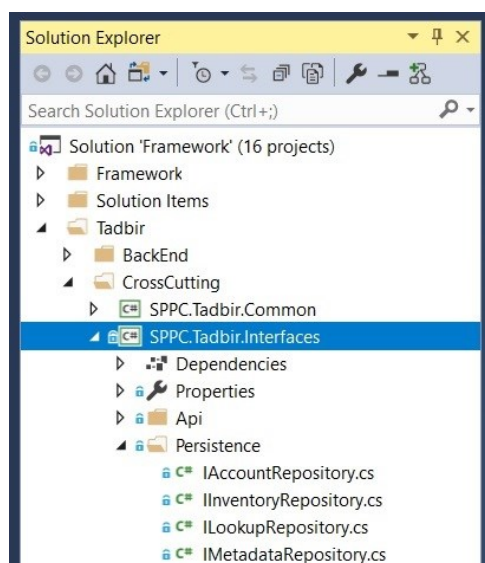 Solution Explorer
Search Solution Explorer (Ctrl+;)
Solution 'Framework' (16 projects)
Framework
Solution Items
Tadbir
BackEnd
CrossCutting
C# SPPC.Tadbir.Common
C# SPPC.Tadbir.Interfaces
Dependencies
Properties
Api
Persistence
C# IAccountRepository.cs
C# IInventoryRepository.cs
C# ILookupRepository.cs
C# IMetadataRepository.cs